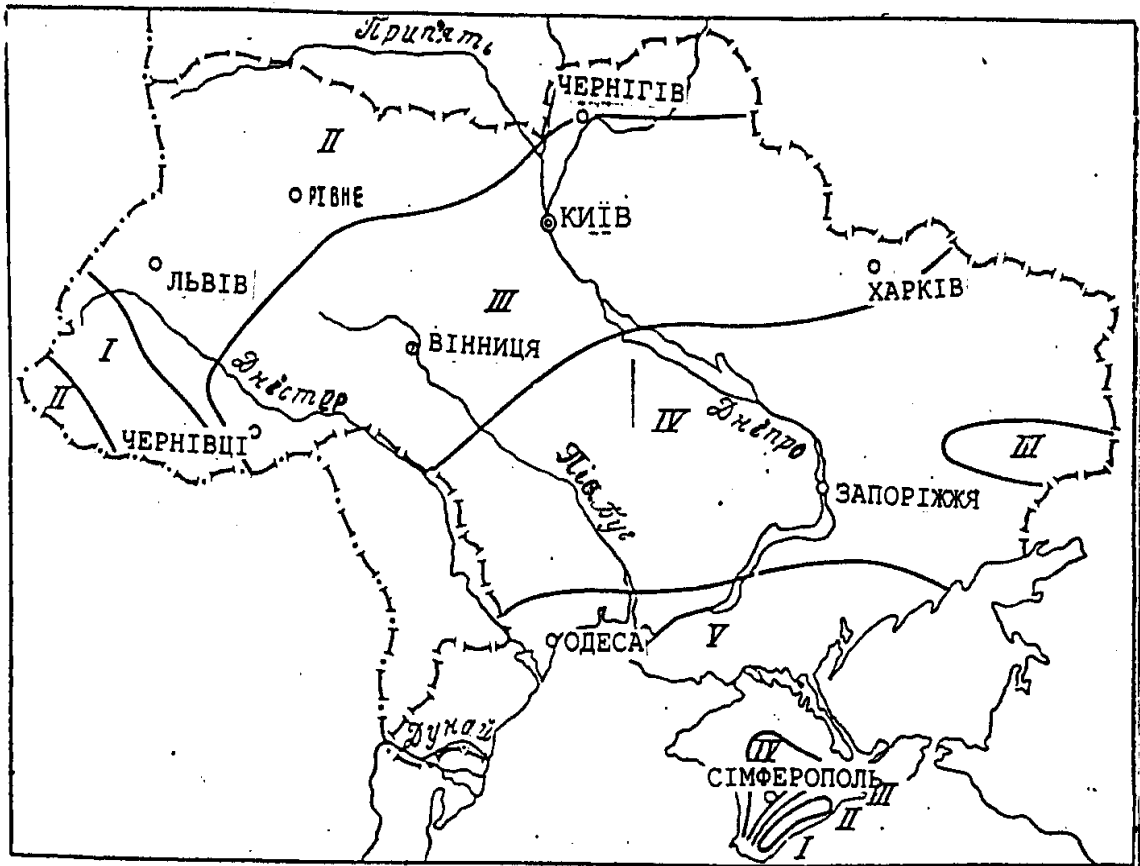 Прип'ять
ЧЕРНІГІВ
II
РІВНЕ
КИЇВ
ЛЬВІВ
ХАРКІВ
III
I
ВІННИЦЯ
II
Дністер
IV
Дніпро
ЧЕРНІВЦІ
III
Півд. Буг
ЗАПОРІЖЖЯ
ОДЕСА
V
Дунай
IV
СІМФЕРОПОЛЬ
III
II
I